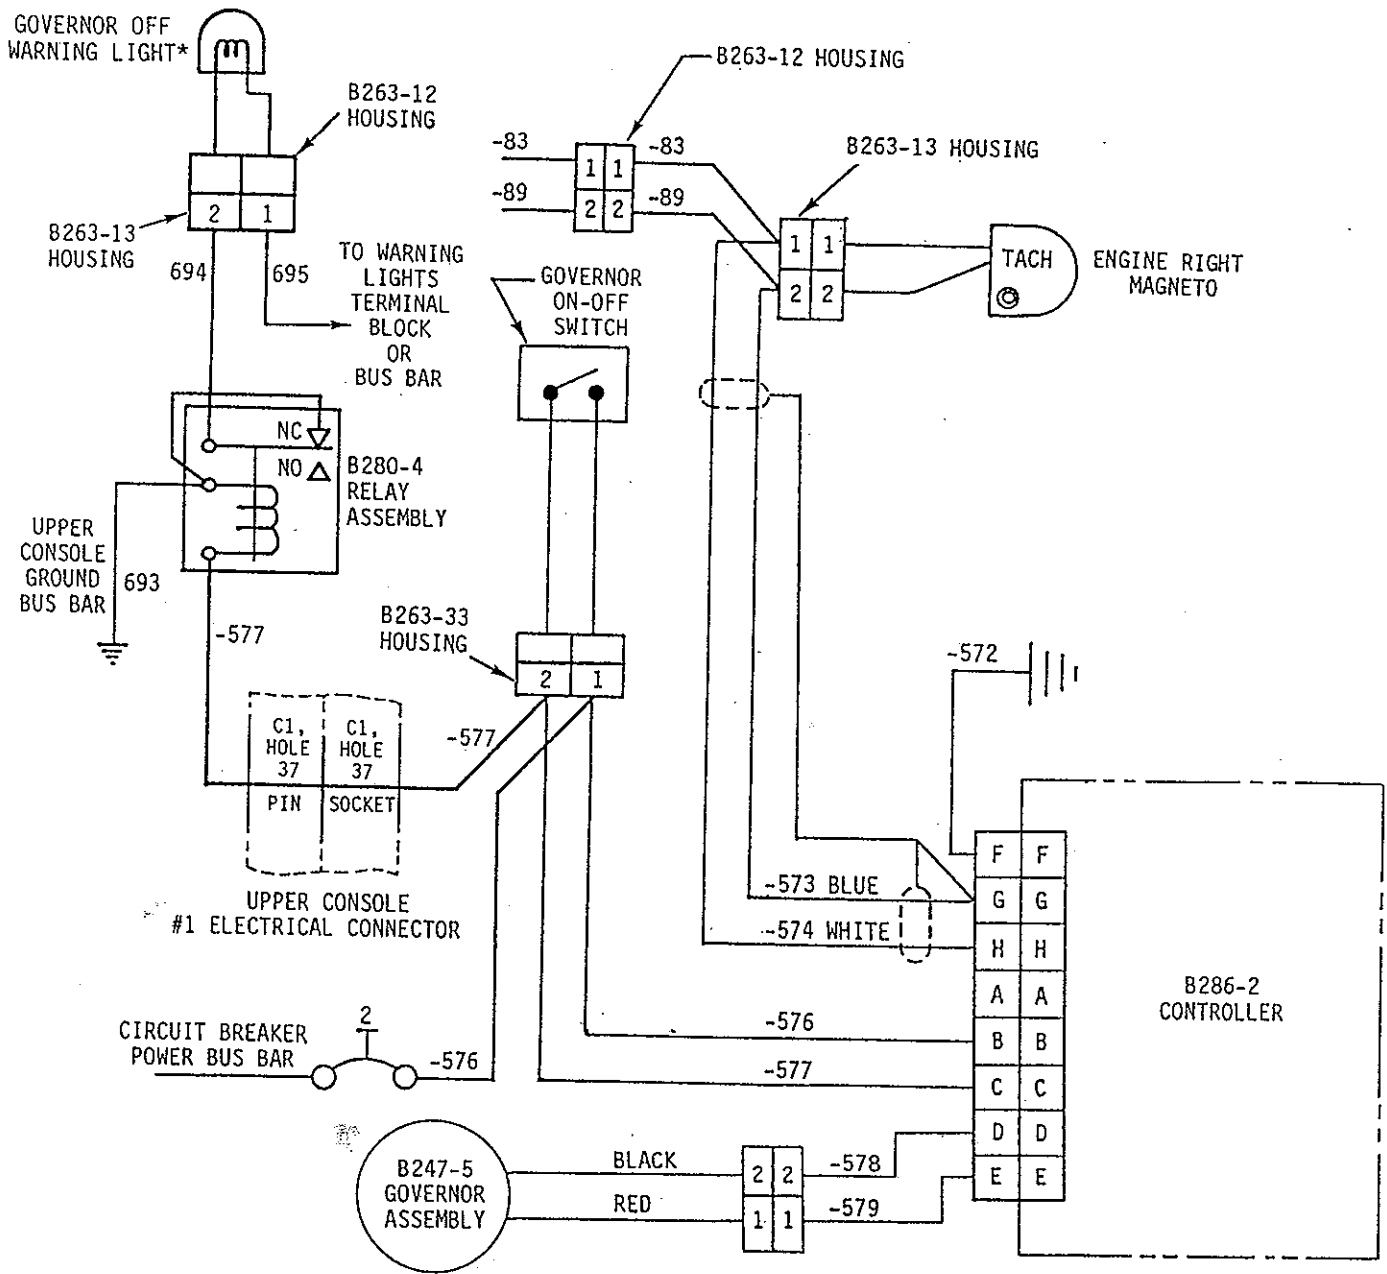 GOVERNOR OFF
WARNING LIGHT*
B263-12
HOUSING
2 1
B263-13
HOUSING
694
695
TO WARNING
LIGHTS
TERMINAL
BLOCK
OR
BUS BAR
B263-12 HOUSING
-83
1 1
-83
-89
2 2
-89
B263-13 HOUSING
1 1
2 2
TACH
ENGINE RIGHT
MAGNETO
GOVERNOR
ON-OFF
SWITCH
NC
NO
B280-4
RELAY
ASSEMBLY
UPPER
CONSOLE
GROUND
BUS BAR
693
-577
B263-33
HOUSING
2 1
-577
C1,
HOLE
37
PIN
C1,
HOLE
37
SOCKET
UPPER CONSOLE
#1 ELECTRICAL CONNECTOR
-572
F F
G G
H H
A A
B B
C C
D D
E E
-573 BLUE
-574 WHITE
B286-2
CONTROLLER
-576
-577
CIRCUIT BREAKER
POWER BUS BAR
2
-576
B247-5
GOVERNOR
ASSEMBLY
BLACK
2 2
-578
RED
1 1
-579